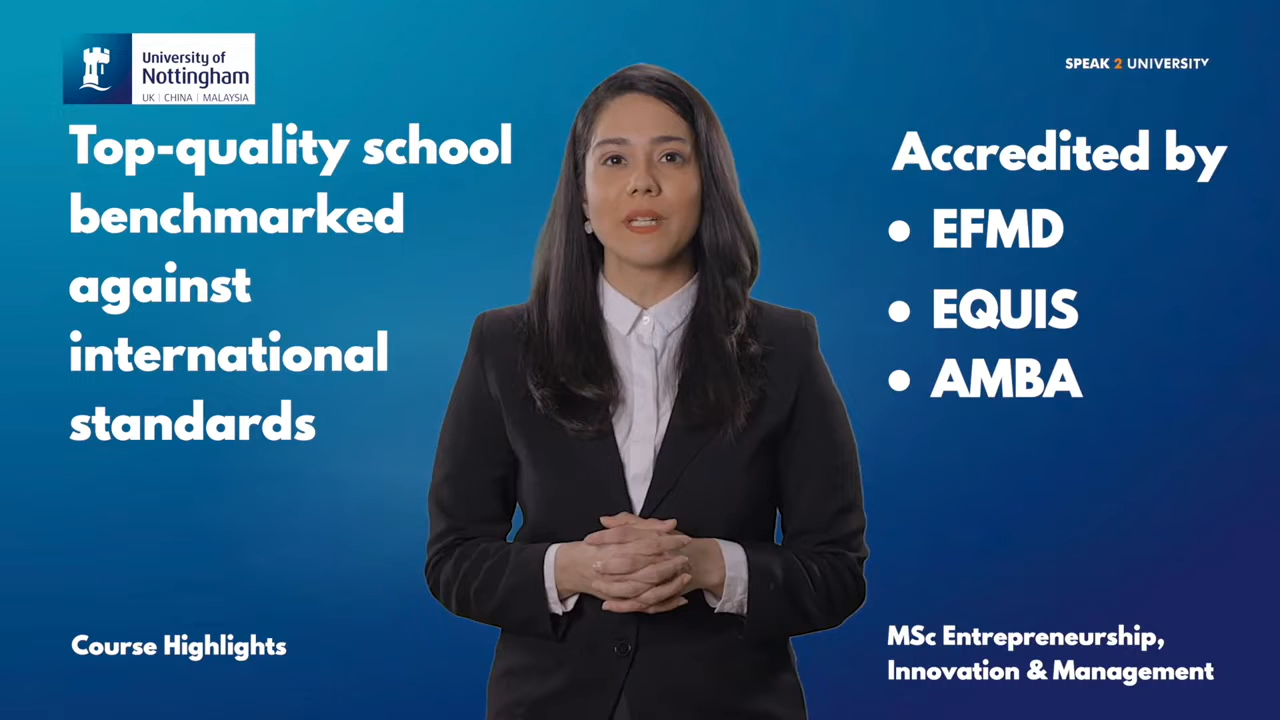 University of
Nottingham
UK | CHINA | MALAYSIA
SPEAK 2 UNIVERSITY
Top-quality school
benchmarked
against
international
standards
Accredited by
• EFMD
• EQUIS
• AMBA
Course Highlights
MSc Entrepreneurship,
Innovation & Management